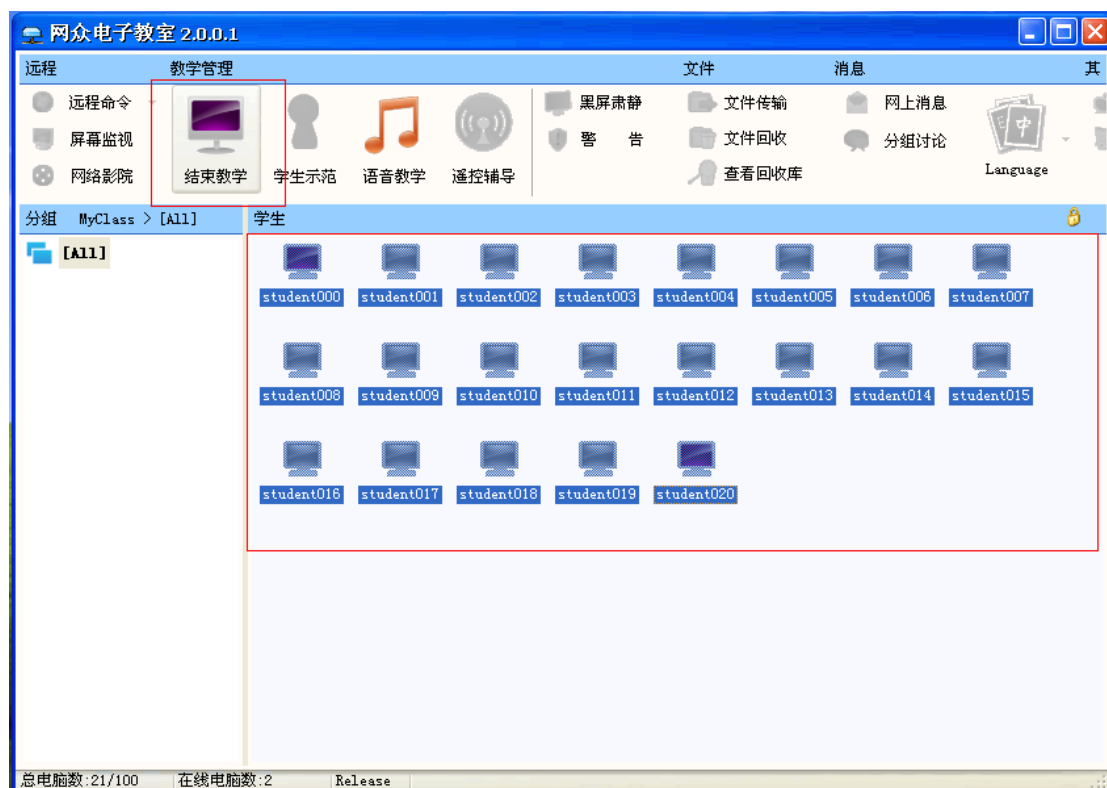 网众电子教室 2.0.0.1
远程 教学管理 文件 消息 其
远程命令
屏幕监视
网络影院
结束教学
学生示范
语音教学
遥控辅导
黑屏肃静
警 告
文件传输
文件回收
查看回收库
网上消息
分组讨论
中
Language
分组 MyClass > [All] 学生
[All]
student000 student001 student002 student003 student004 student005 student006 student007
student008 student009 student010 student011 student012 student013 student014 student015
student016 student017 student018 student019 student020
总电脑数:21/100 在线电脑数:2 Release